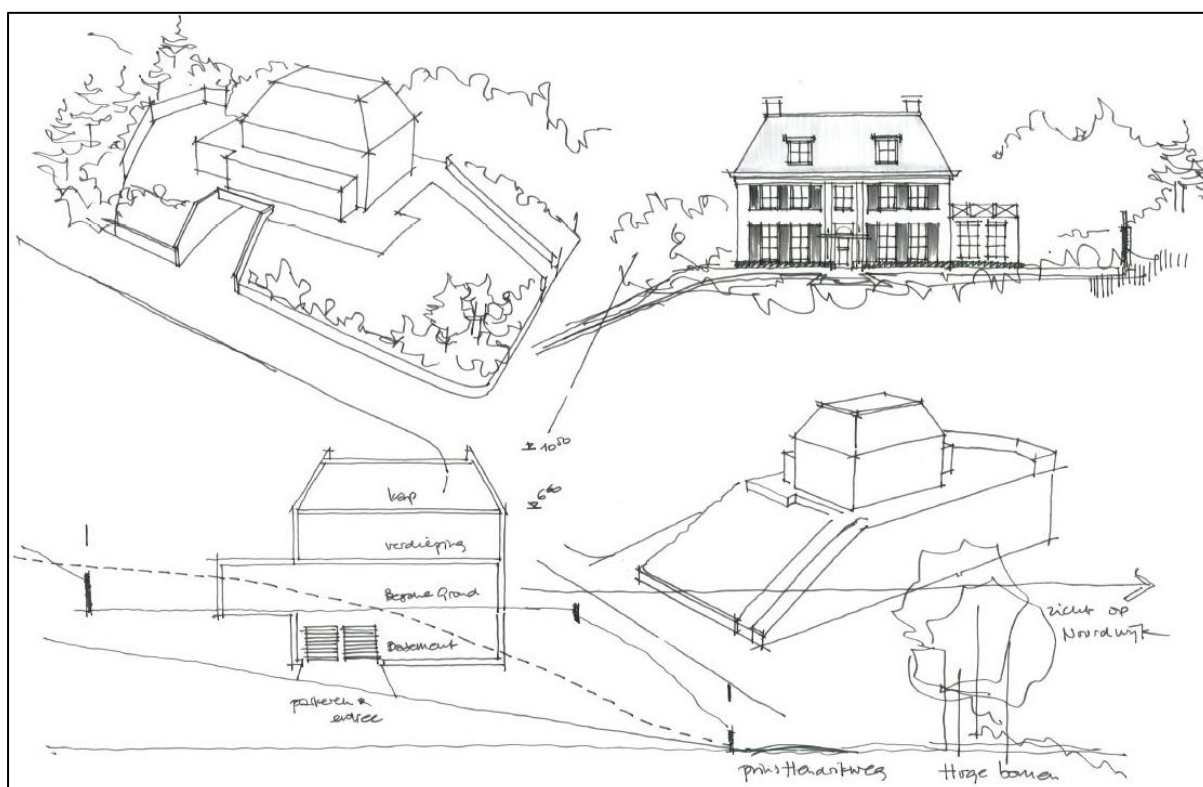 10⁵⁰
kap
6⁶⁰
verdieping
Begane Grond
Basement
parkeren &
entree
zicht op
Noordwijk
prins Hendrikweg
Hoge bomen